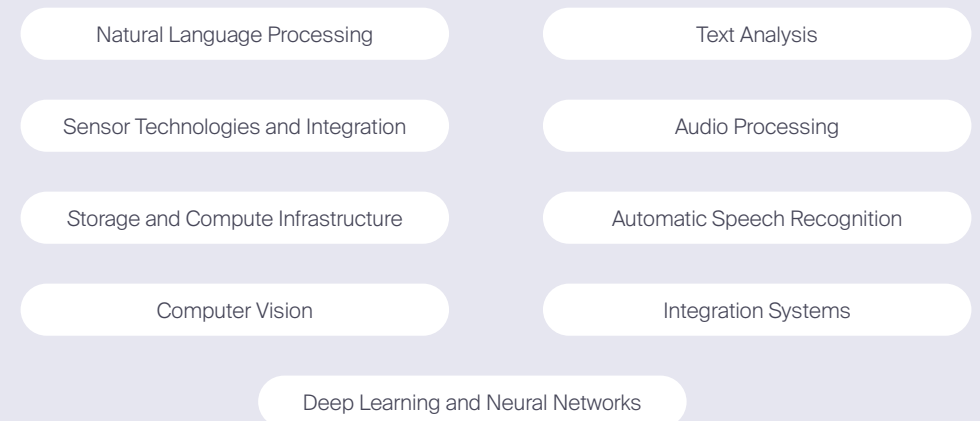 Natural Language Processing
Text Analysis
Sensor Technologies and Integration
Audio Processing
Storage and Compute Infrastructure
Automatic Speech Recognition
Computer Vision
Integration Systems
Deep Learning and Neural Networks